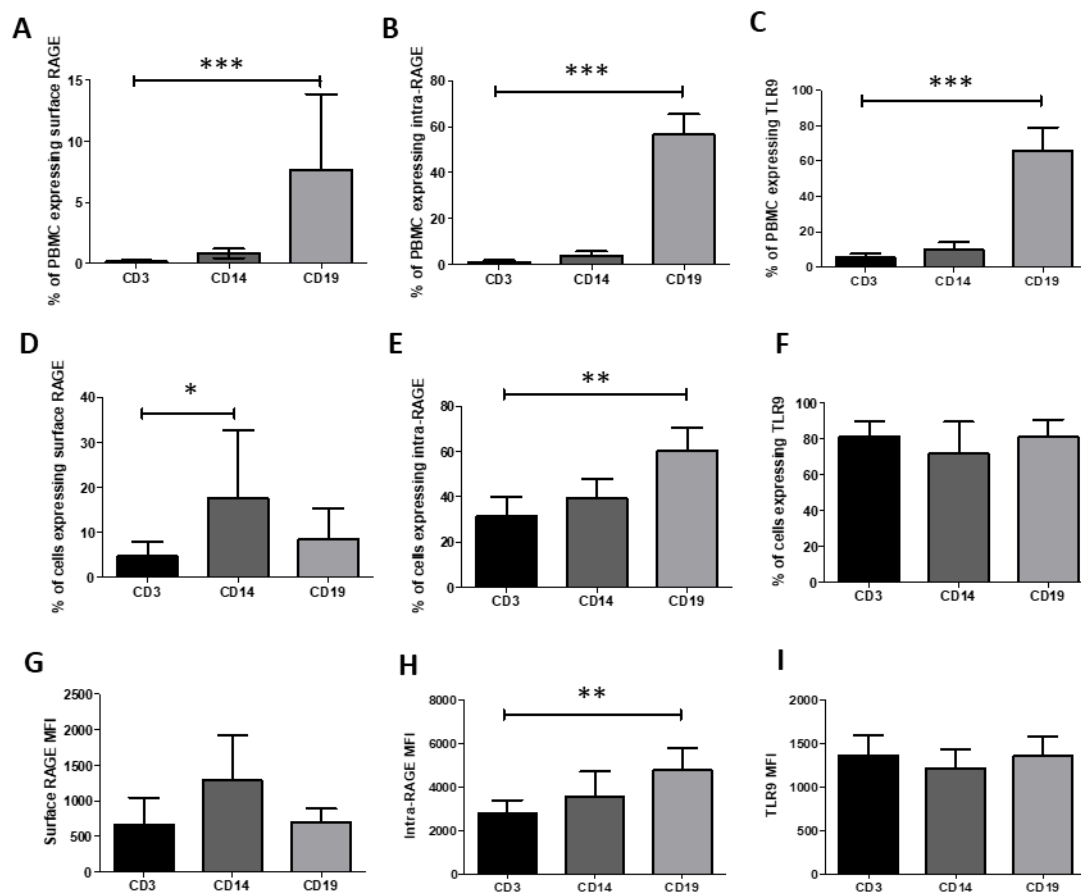 A
% of PBMC expressing surface RAGE
15
10
5
0
***
CD3 CD14 CD19
B
% of PBMC expressing intra-RAGE
80
60
40
20
0
***
CD3 CD14 CD19
C
% of PBMC expressing TLR9
100
80
60
40
20
0
***
CD3 CD14 CD19
D
% of cells expressing surface RAGE
40
30
20
10
0
*
CD3 CD14 CD19
E
% of cells expressing intra-RAGE
80
60
40
20
0
**
CD3 CD14 CD19
F
% of cells expressing TLR9
100
80
60
40
20
0
CD3 CD14 CD19
G
Surface RAGE MFI
2500
2000
1500
1000
500
0
CD3 CD14 CD19
H
Intra-RAGE MFI
8000
6000
4000
2000
0
**
CD3 CD14 CD19
I
TLR9 MFI
2000
1500
1000
500
0
CD3 CD14 CD19